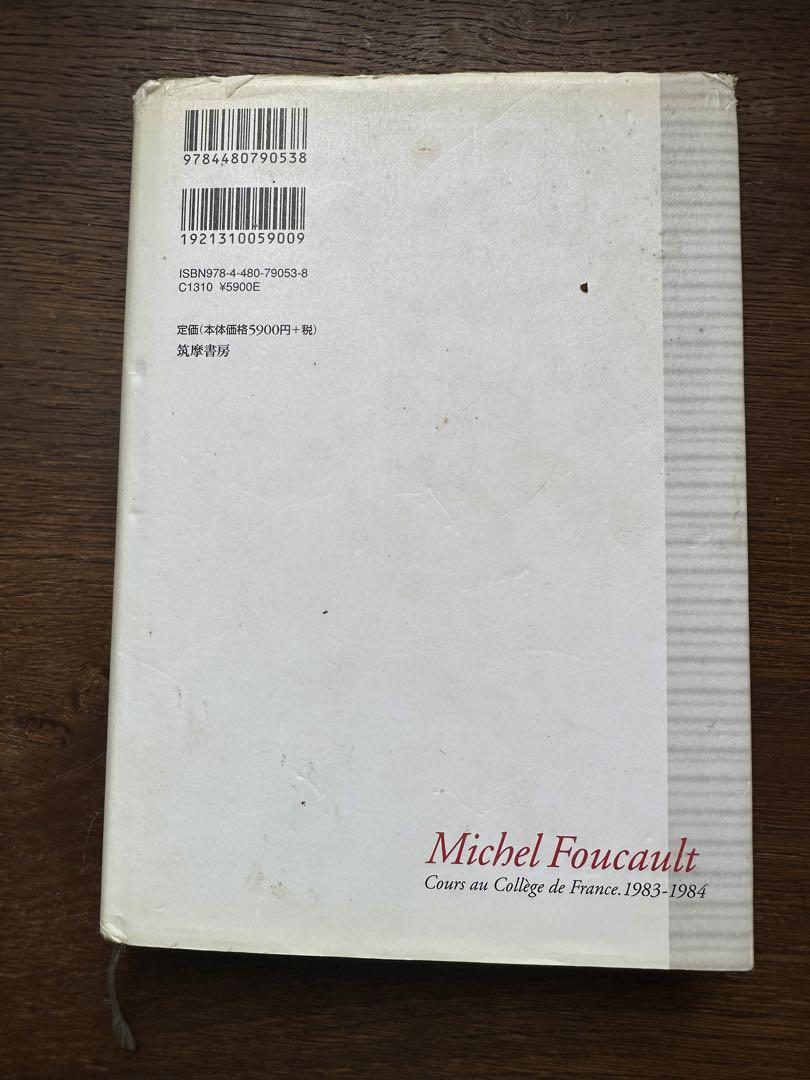 9784480790538
1921310059009
ISBN978-4-480-79053-8
C1310 ¥5900E
定価(本体価格5900円+税)
筑摩書房
Michel Foucault
Cours au Collège de France.1983-1984